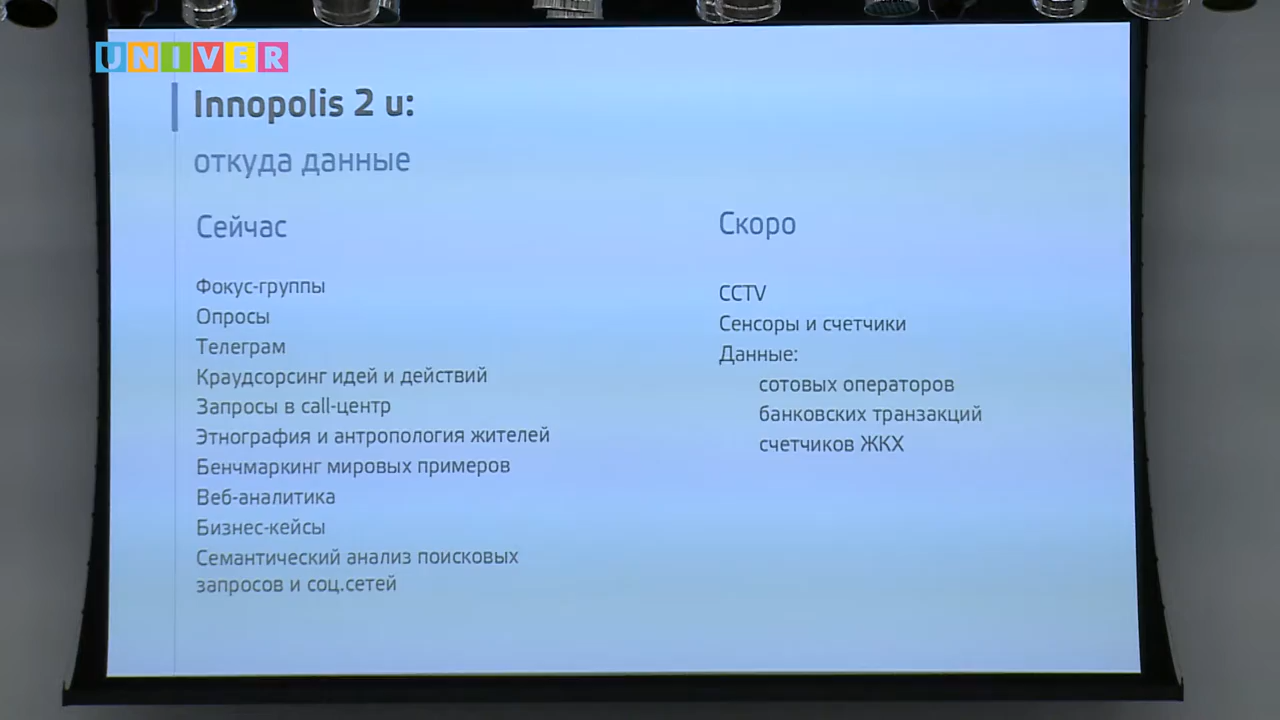 UNIVER
Innopolis 2 u:
откуда данные
Сейчас
Фокус-группы
Опросы
Телеграм
Краудсорсинг идей и действий
Запросы в call-центр
Этнография и антропология жителей
Бенчмаркинг мировых примеров
Веб-аналитика
Бизнес-кейсы
Семантический анализ поисковых
запросов и соц.сетей
Скоро
CCTV
Сенсоры и счетчики
Данные:
сотовых операторов
банковских транзакций
счетчиков ЖКХ